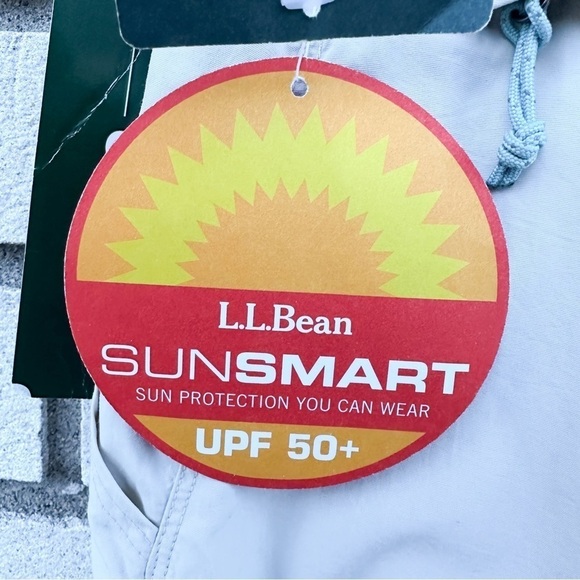 L.L.Bean
SUNSMART
SUN PROTECTION YOU CAN WEAR
UPF 50+